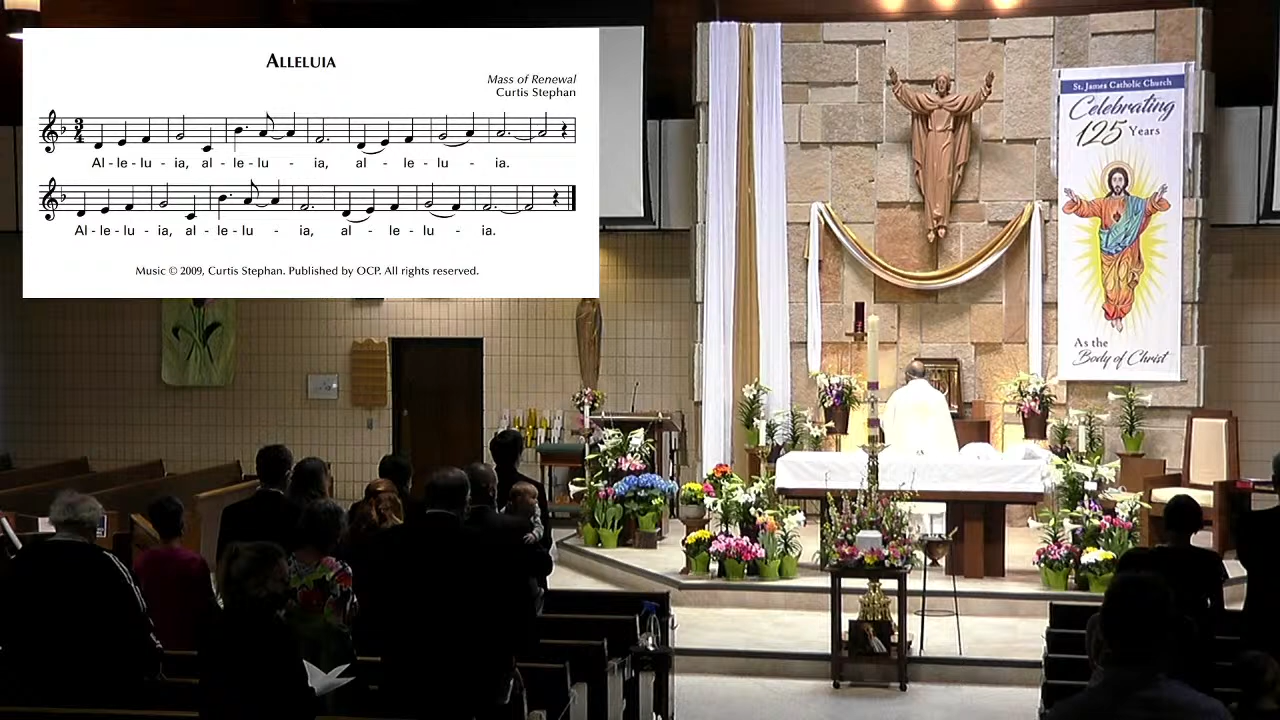 ALLELUIA
Mass of Renewal
Curtis Stephan
3
4
Al - le - lu - ia, al - le - lu - ia, al - le - lu - ia.
Al - le - lu - ia, al - le - lu - ia, al - le - lu - ia.
Music © 2009, Curtis Stephan. Published by OCP. All rights reserved.
St. James Catholic Church
Celebrating
125 Years
As the
Body of Christ